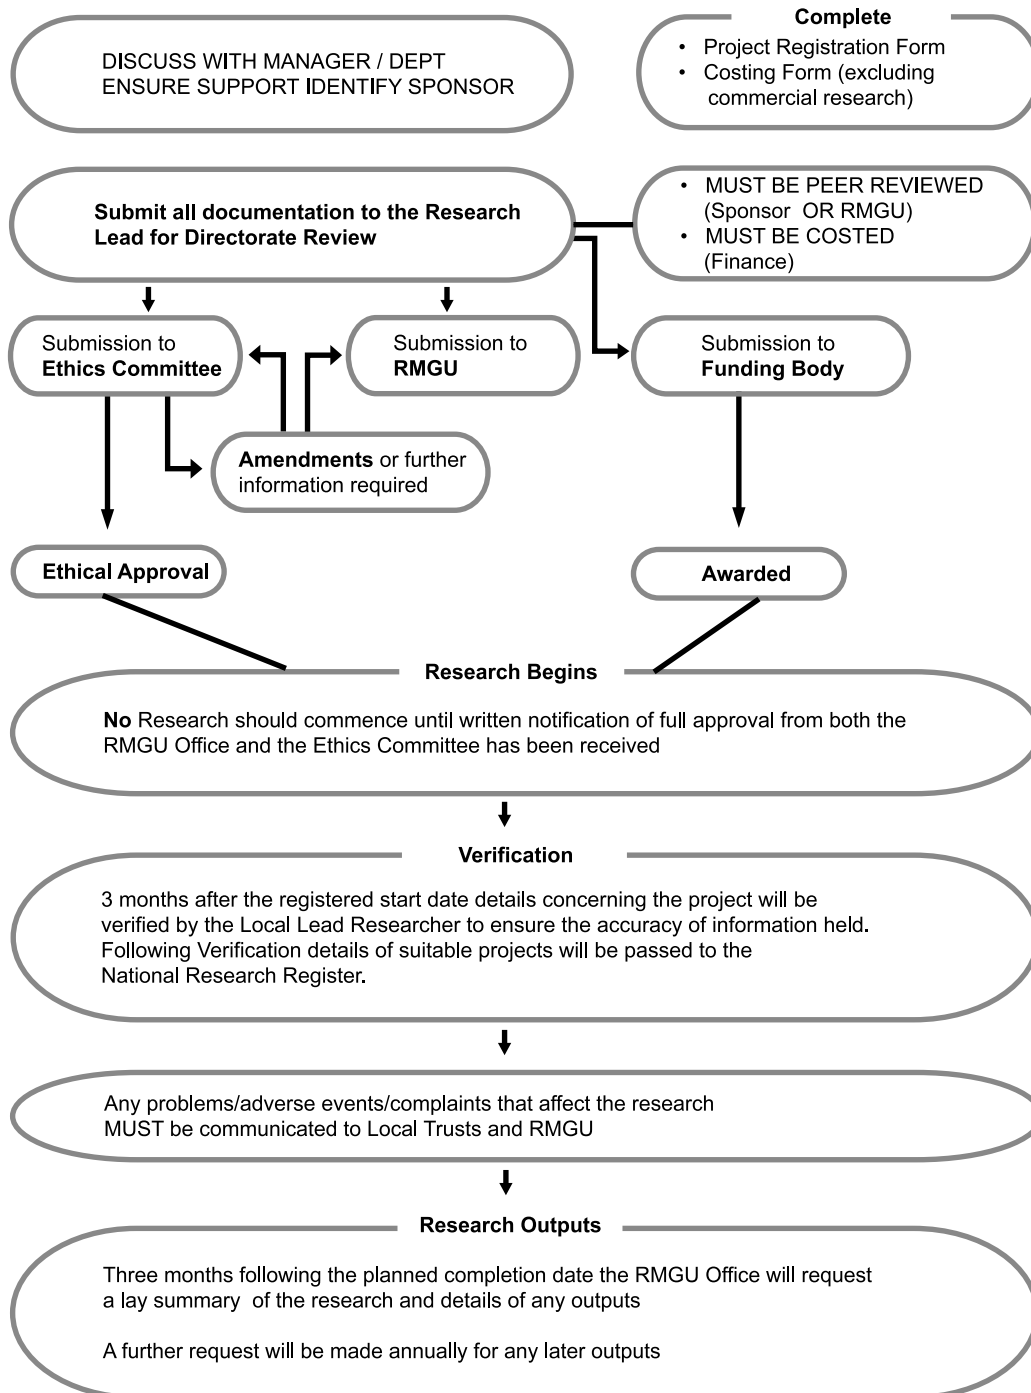 DISCUSS WITH MANAGER / DEPT
ENSURE SUPPORT IDENTIFY SPONSOR
Complete
• Project Registration Form
• Costing Form (excluding
commercial research)
Submit all documentation to the Research
Lead for Directorate Review
• MUST BE PEER REVIEWED
(Sponsor OR RMGU)
• MUST BE COSTED
(Finance)
Submission to
Ethics Committee
Submission to
RMGU
Submission to
Funding Body
Amendments or further
information required
Ethical Approval
Awarded
Research Begins
No Research should commence until written notification of full approval from both the
RMGU Office and the Ethics Committee has been received
Verification
3 months after the registered start date details concerning the project will be
verified by the Local Lead Researcher to ensure the accuracy of information held.
Following Verification details of suitable projects will be passed to the
National Research Register.
Any problems/adverse events/complaints that affect the research
MUST be communicated to Local Trusts and RMGU
Research Outputs
Three months following the planned completion date the RMGU Office will request
a lay summary of the research and details of any outputs
A further request will be made annually for any later outputs